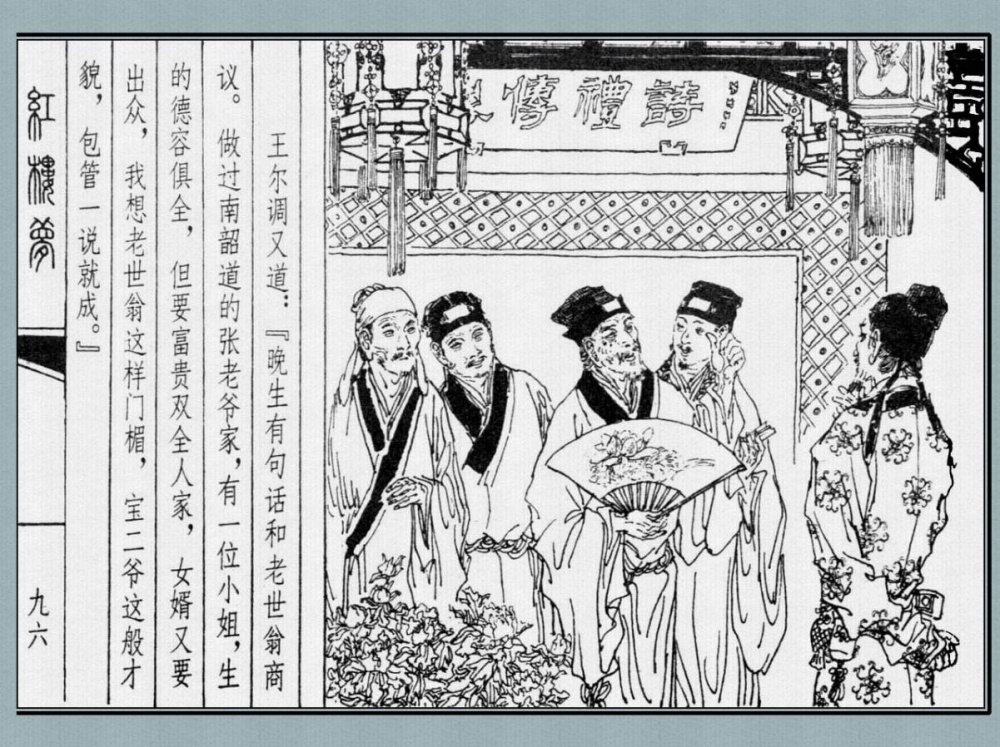 詩禮傳
王尔调又道：『晚生有句话和老世翁商
议。做过南韶道的张老爷家，有一位小姐，生
的德容俱全，但要富贵双全人家，女婿又要
出众，我想老世翁这样门楣，宝二爷这般才
貌，包管一说就成。』
紅樓夢
九六